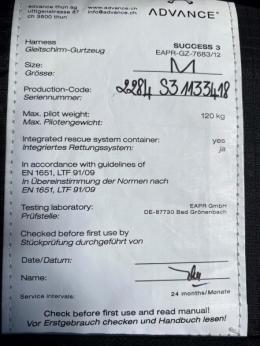 advance thun ag www.advance.ch
uttigenstrasse 87 info@advance.ch
ch 3600 thun
ADVANCE
Harness SUCCESS 3
Gleitschirm-Gurtzeug EAPR-GZ-7683/12
Size: M
Grösse:
Production-Code: 2284 S3 1133418
Seriennummer:
Max. pilot weight: 120 kg
Max. Pilotengewicht:
Integrated rescue system container: yes
Integriertes Rettungssystem: ja
In accordance with guidelines of
EN 1651, LTF 91/09
In Übereinstimmung der Normen nach
EN 1651, LTF 91/09
Testing laboratory: EAPR GmbH
Prüfstelle: DE-87730 Bad Grönenbach
Checked before first use by
Stückprüfung durchgeführt von
Date/Datum:
Name:
Service intervals: 24 months/Monate
Check before first use and read manual!
Vor Erstgebrauch checken und Handbuch lesen!